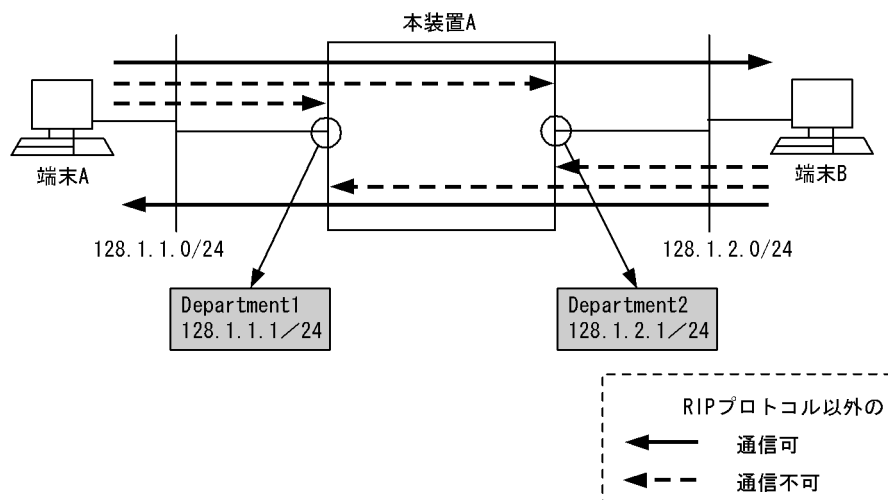 本装置A
端末A
端末B
128.1.1.0/24
128.1.2.0/24
Department1
128.1.1.1／24
Department2
128.1.2.1／24
RIPプロトコル以外の
通信可
通信不可